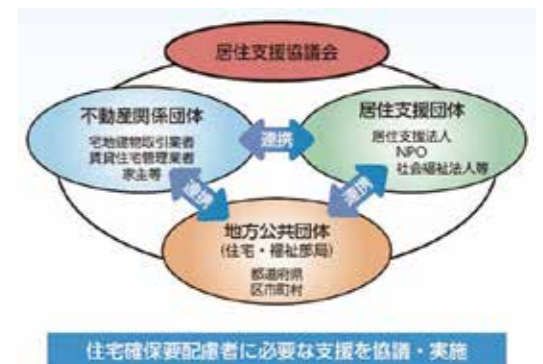 居住支援協議会
不動産関係団体
宅地建物取引業者
賃貸住宅管理業者
家主等
連携
居住支援団体
居住支援法人
NPO
社会福祉法人等
連携
連携
地方公共団体
(住宅・福祉部局)
都道府県
区市町村
住宅確保要配慮者に必要な支援を協議・実施